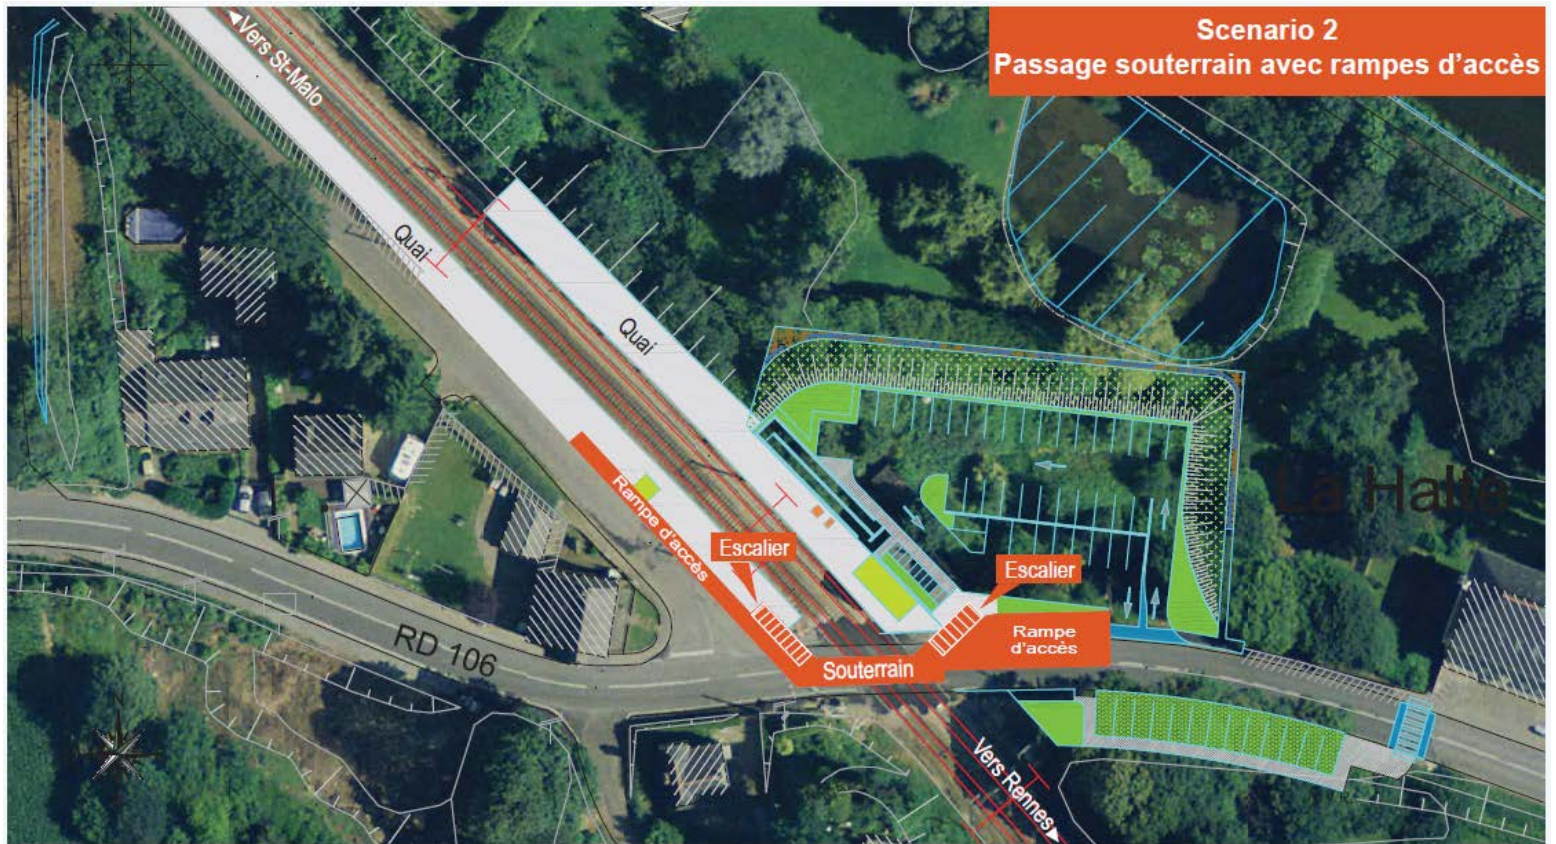 Scenario 2
Passage souterrain avec rampes d'accès
◀Vers St-Malo
Quai
Quai
La Halte
Rampe d'accès
Escalier
Escalier
RD 106
Rampe
d'accès
Souterrain
Vers Rennes▶